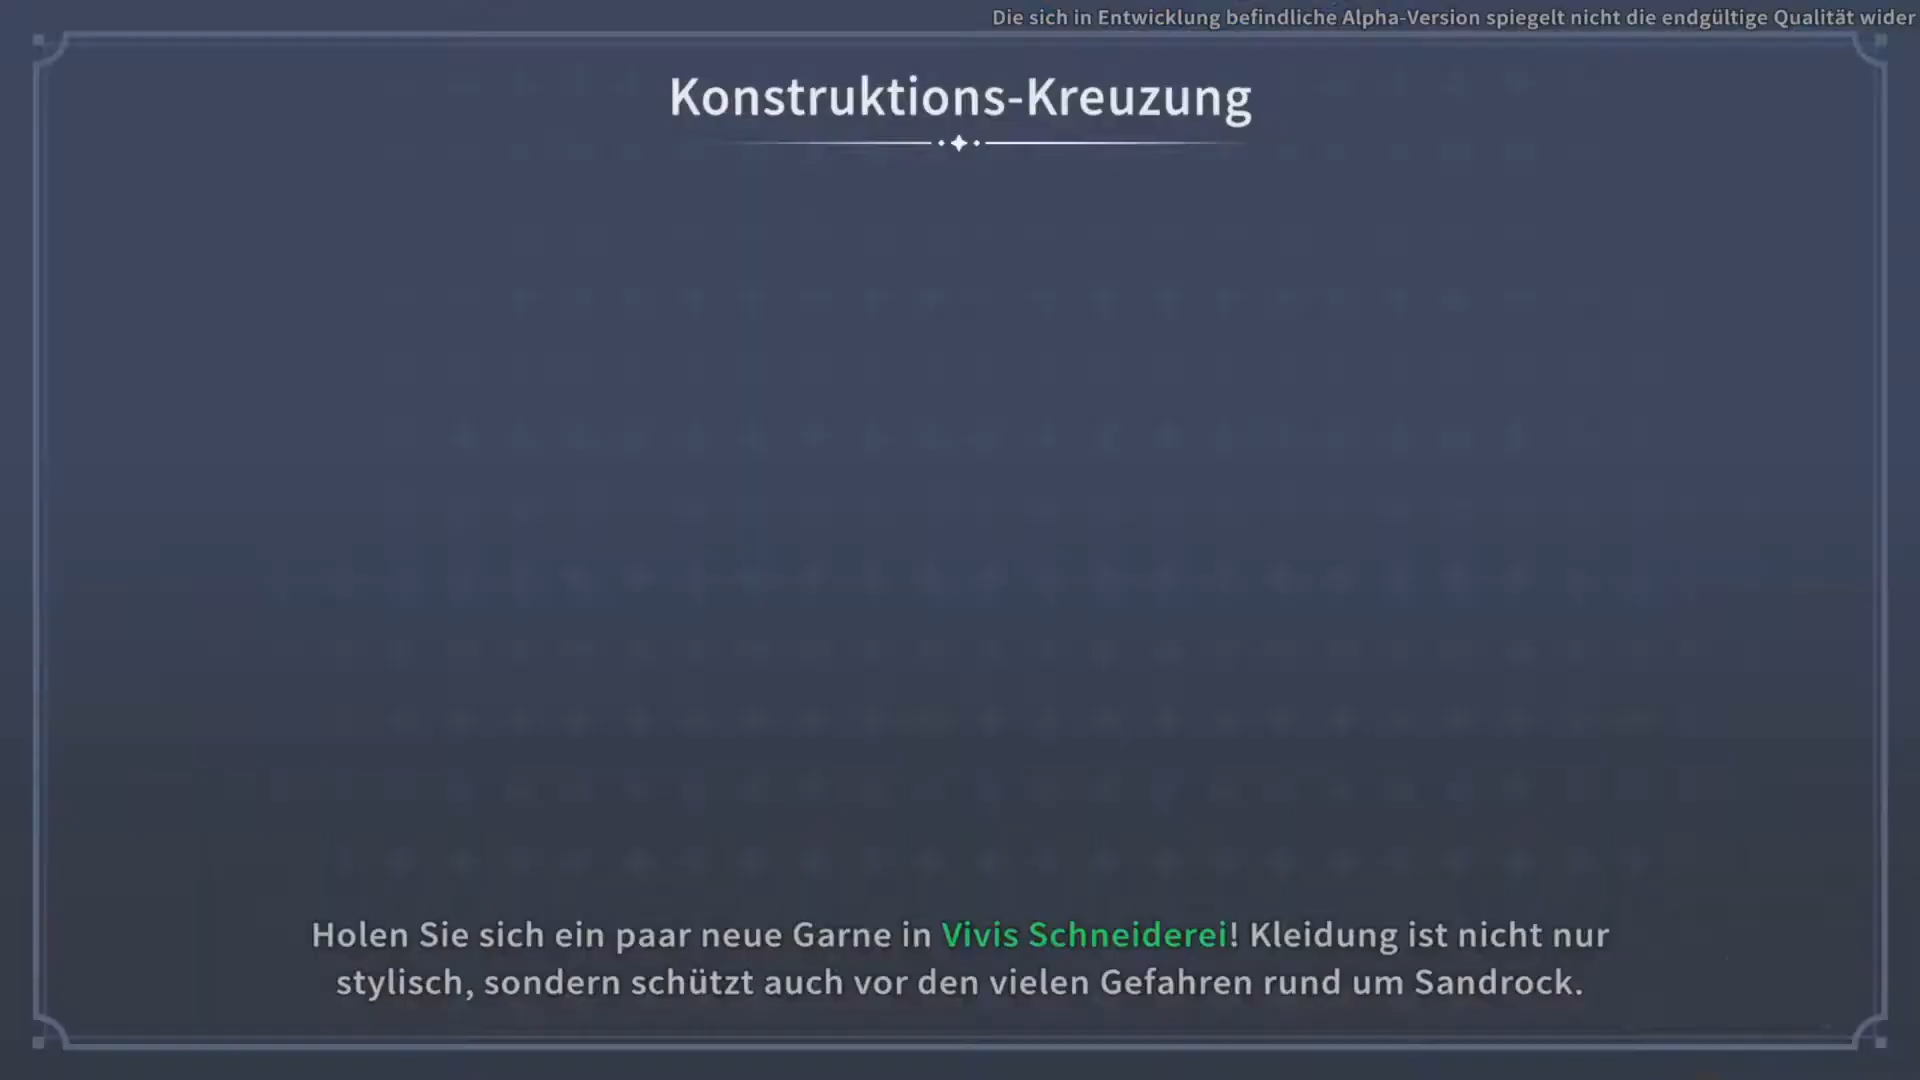 Die sich in Entwicklung befindliche Alpha-Version spiegelt nicht die endgültige Qualität wider
Konstruktions-Kreuzung
Holen Sie sich ein paar neue Garne in Vivis Schneiderei! Kleidung ist nicht nur
stylisch, sondern schützt auch vor den vielen Gefahren rund um Sandrock.